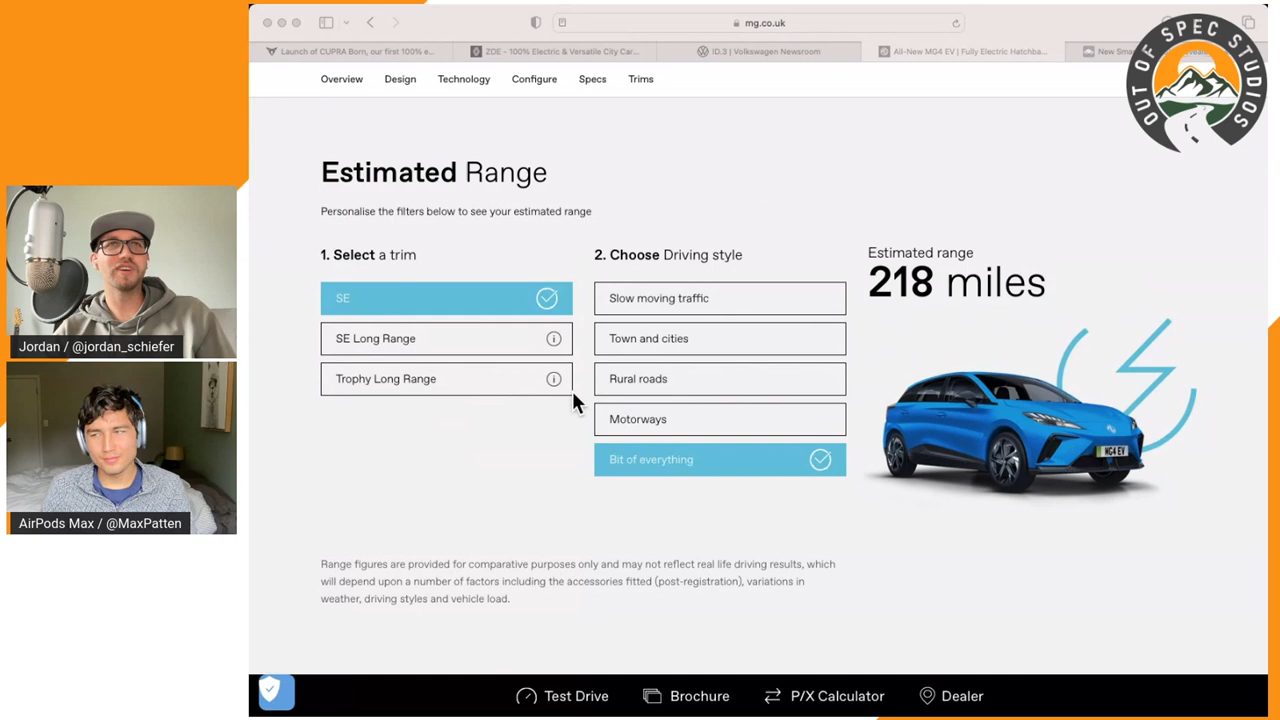 mg.co.uk
Launch of CUPRA Born, our first 100% e...
ZOE - 100% Electric & Versatile City Car...
ID.3 | Volkswagen Newsroom
All-New MG4 EV | Fully Electric Hatchba...
New Sma
OUT OF SPEC STUDIOS
Overview
Design
Technology
Configure
Specs
Trims
Estimated Range
Personalise the filters below to see your estimated range
1. Select a trim
SE
SE Long Range
Trophy Long Range
2. Choose Driving style
Slow moving traffic
Town and cities
Rural roads
Motorways
Bit of everything
Estimated range
218 miles
MG4 EV
Jordan / @jordan_schiefer
AirPods Max / @MaxPatten
Range figures are provided for comparative purposes only and may not reflect real life driving results, which
will depend upon a number of factors including the accessories fitted (post-registration), variations in
weather, driving styles and vehicle load.
Test Drive
Brochure
P/X Calculator
Dealer